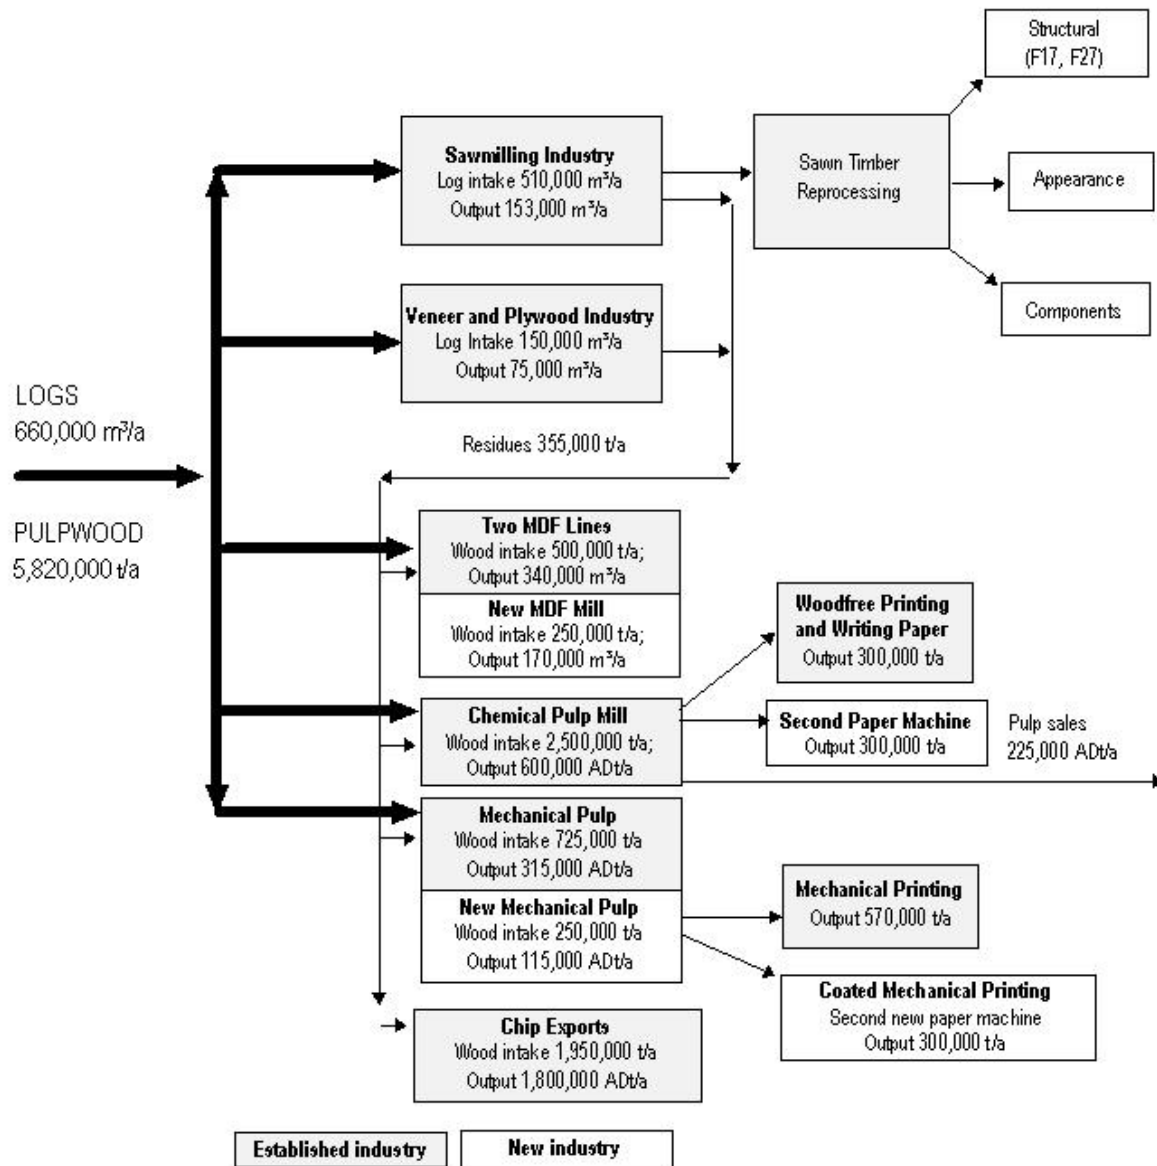 Structural
(F17, F27)
Sawmilling Industry
Log intake 510,000 m³/a
Output 153,000 m³/a
Sawn Timber
Reprocessing
Appearance
Components
Veneer and Plywood Industry
Log Intake 150,000 m³/a
Output 75,000 m³/a
LOGS
660,000 m³/a
Residues 355,000 t/a
PULPWOOD
5,820,000 t/a
Two MDF Lines
Wood intake 500,000 t/a;
Output 340,000 m³/a
New MDF Mill
Wood intake 250,000 t/a;
Output 170,000 m³/a
Woodfree Printing
and Writing Paper
Output 300,000 t/a
Chemical Pulp Mill
Wood intake 2,500,000 t/a;
Output 600,000 ADt/a
Second Paper Machine
Output 300,000 t/a
Pulp sales
225,000 ADt/a
Mechanical Pulp
Wood intake 725,000 t/a
Output 315,000 ADt/a
New Mechanical Pulp
Wood intake 250,000 t/a
Output 115,000 ADt/a
Mechanical Printing
Output 570,000 t/a
Coated Mechanical Printing
Second new paper machine
Output 300,000 t/a
Chip Exports
Wood intake 1,950,000 t/a
Output 1,800,000 ADt/a
Established industry
New industry